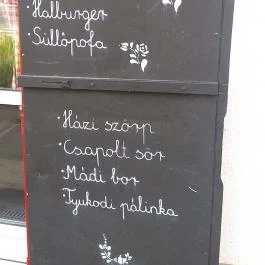 ·Halburger
·Süllőpofa
·Házi szörp
·Csapolt sör
·Mádi bor
·Tyukodi pálinka